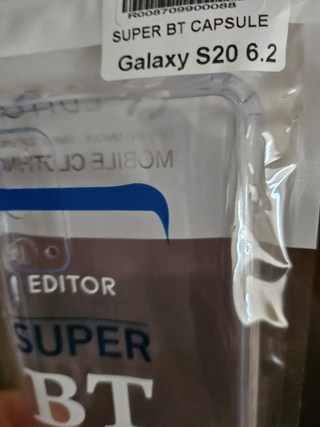 R008709900088
SUPER BT CAPSULE
Galaxy S20 6.2
MOBILE CLOTHING
EDITOR
SUPER
BT